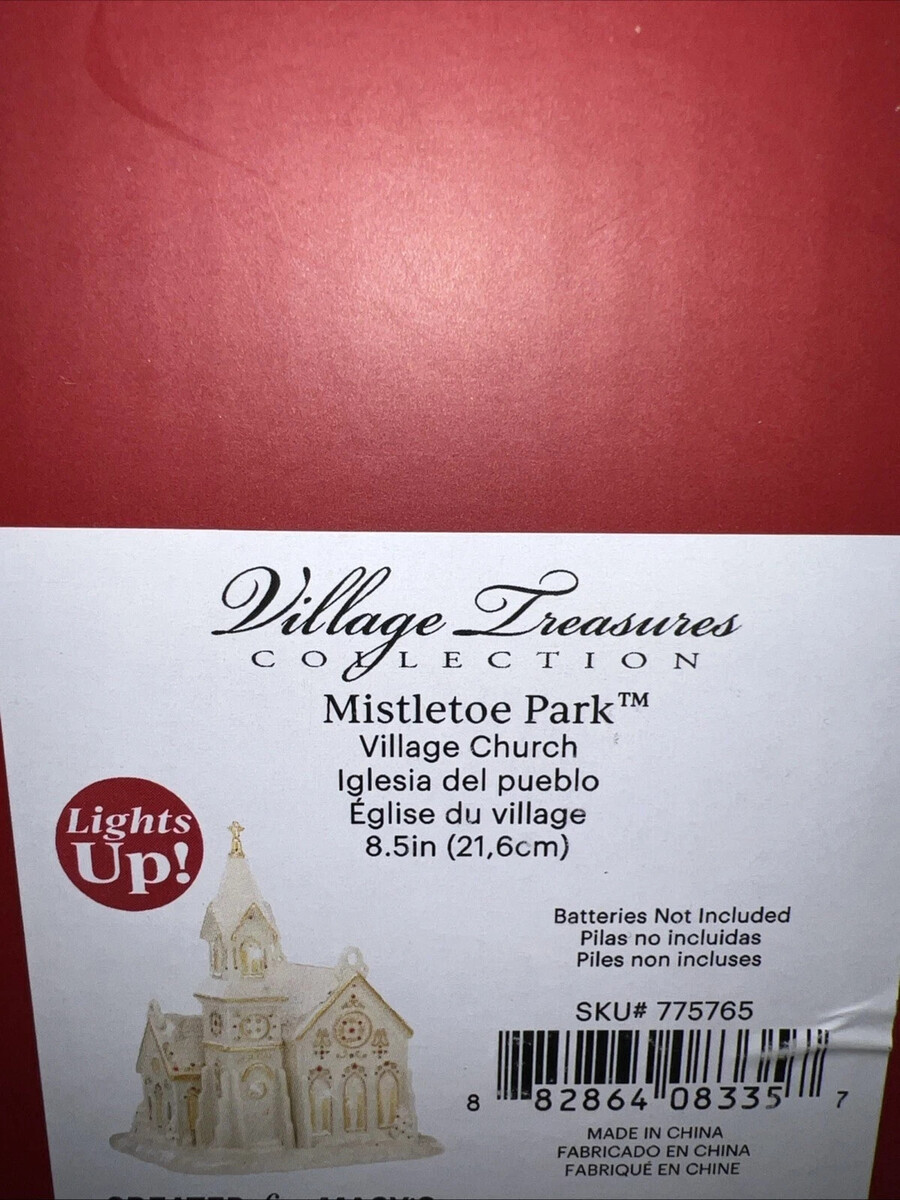 Village Treasures
COLLECTION
Mistletoe Park™
Village Church
Iglesia del pueblo
Église du village
8.5in (21,6cm)
Lights
Up!
Batteries Not Included
Pilas no incluidas
Piles non incluses
SKU# 775765
8 82864 08335 7
MADE IN CHINA
FABRICADO EN CHINA
FABRIQUÉ EN CHINE